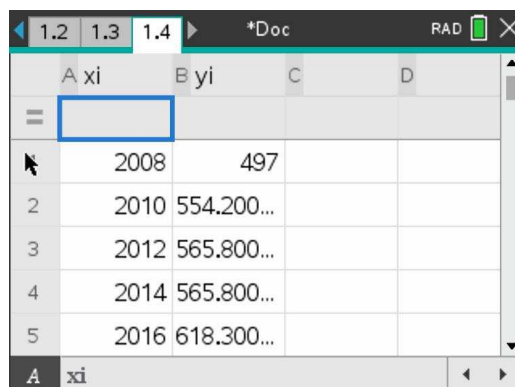 1.2 1.3 1.4 *Doc RAD
A xi B yi C D
=
2008 497
2 2010 554.200...
3 2012 565.800...
4 2014 565.800...
5 2016 618.300...
A xi